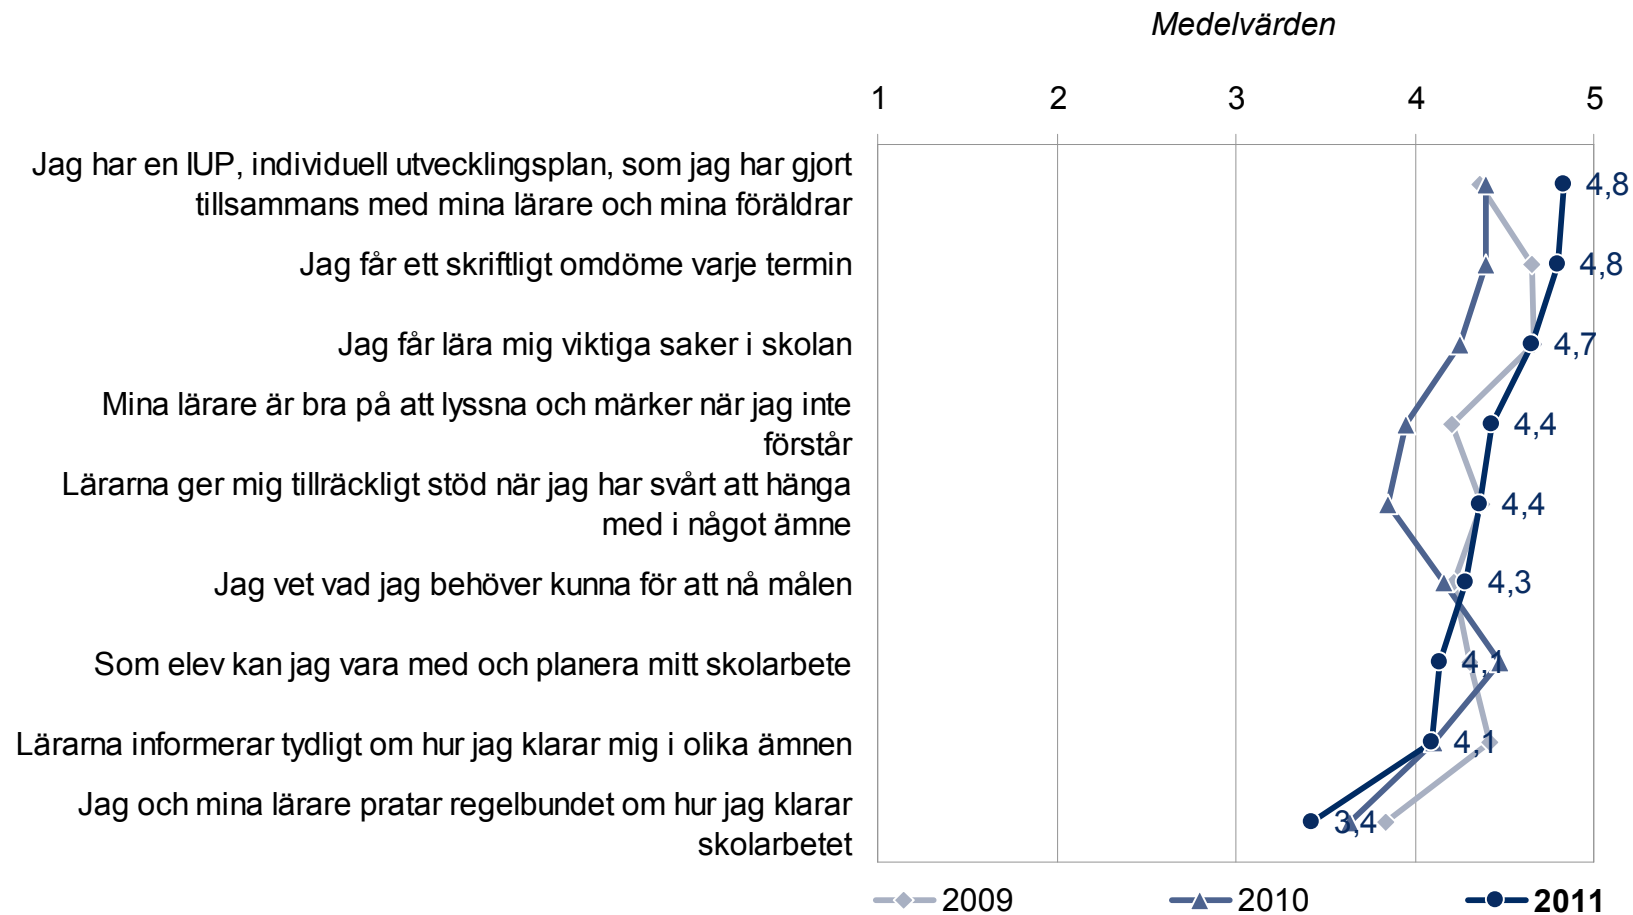 Medelvärden
1 2 3 4 5
Jag har en IUP, individuell utvecklingsplan, som jag har gjort
tillsammans med mina lärare och mina föräldrar
4,8
Jag får ett skriftligt omdöme varje termin
4,8
Jag får lära mig viktiga saker i skolan
4,7
Mina lärare är bra på att lyssna och märker när jag inte
förstår
4,4
Lärarna ger mig tillräckligt stöd när jag har svårt att hänga
med i något ämne
4,4
Jag vet vad jag behöver kunna för att nå målen
4,3
Som elev kan jag vara med och planera mitt skolarbete
4,1
Lärarna informerar tydligt om hur jag klarar mig i olika ämnen
4,1
Jag och mina lärare pratar regelbundet om hur jag klarar
skolarbetet
3,4
2009 2010 2011